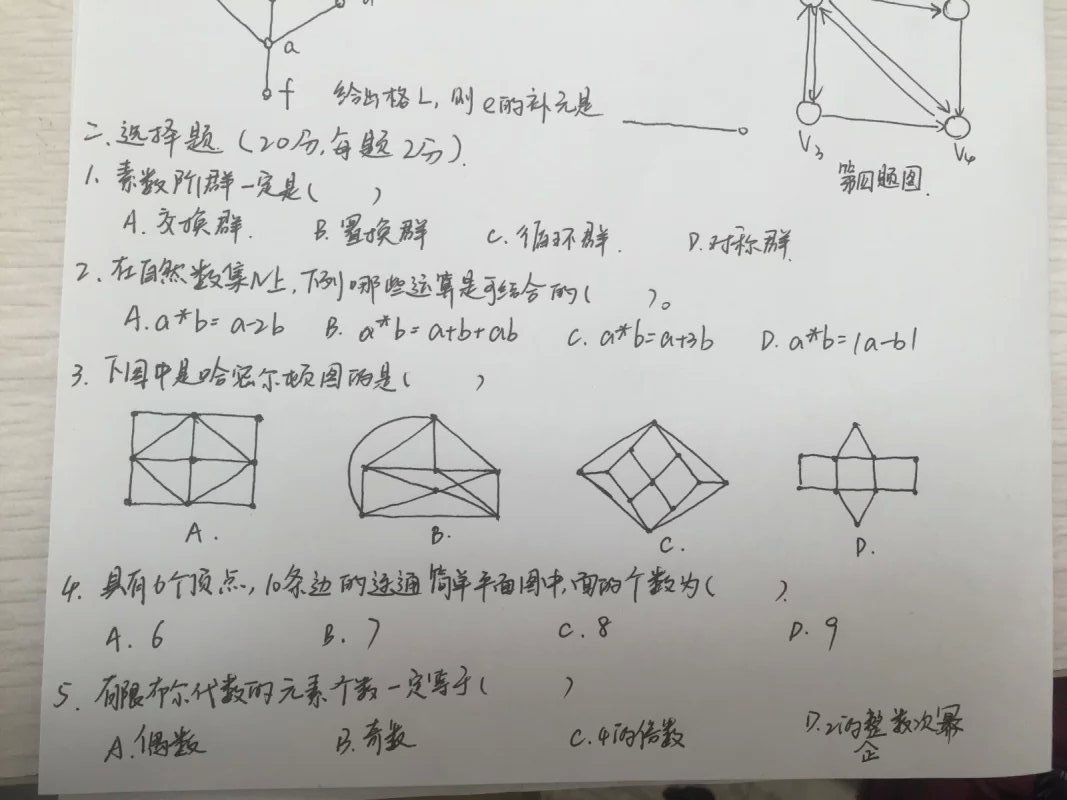 a
f 给出格L,则e的补元是 ______。
V3 V4
第四题图.
二、选择题.(20分,每题2分).
1、素数阶群一定是( )
A.交换群. B.置换群 C.循环群. D.对称群.
2、在自然数集N上,下列哪些运算是可结合的( )。
A. a*b=a-2b B. a*b=a+b+ab C. a*b=a+3b D. a*b=|a-b|
3、下图中是哈密尔顿图的是( )
A. B. C. D.
4、具有6个顶点,10条边的连通简单平面图中,面的个数为( ).
A. 6 B. 7 C. 8 D. 9
5、有限布尔代数的元素个数一定等于( )
A.偶数 B.奇数 C.4的倍数 D.2的整数次幂